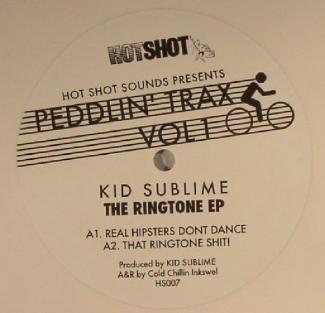 HOTSHOT
HOT SHOT SOUNDS PRESENTS
PEDDLIN' TRAX
VOL 1
KID SUBLIME
THE RINGTONE EP
A1. REAL HIPSTERS DONT DANCE
A2. THAT RINGTONE SHIT!
Produced by KID SUBLIME
A&R by Cold Chillin Inkswel
HS007